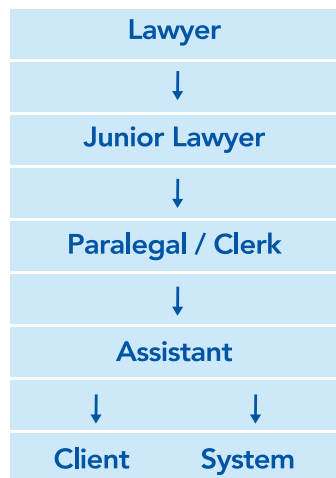 Lawyer
↓
Junior Lawyer
↓
Paralegal / Clerk
↓
Assistant
↓ ↓
Client System